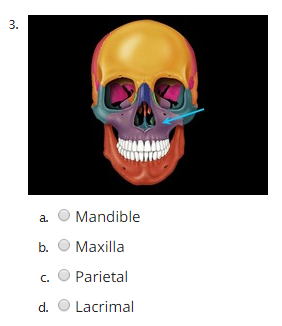 3.
a. Mandible
b. Maxilla
c. Parietal
d. Lacrimal